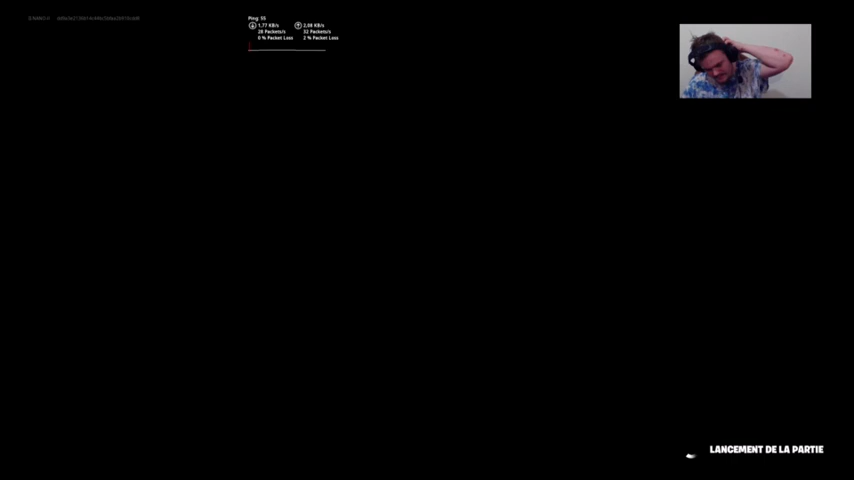 Ping: 55
1,77 KB/s
2,08 KB/s
28 Packets/s
32 Packets/s
0 % Packet Loss
2 % Packet Loss
LANCEMENT DE LA PARTIE